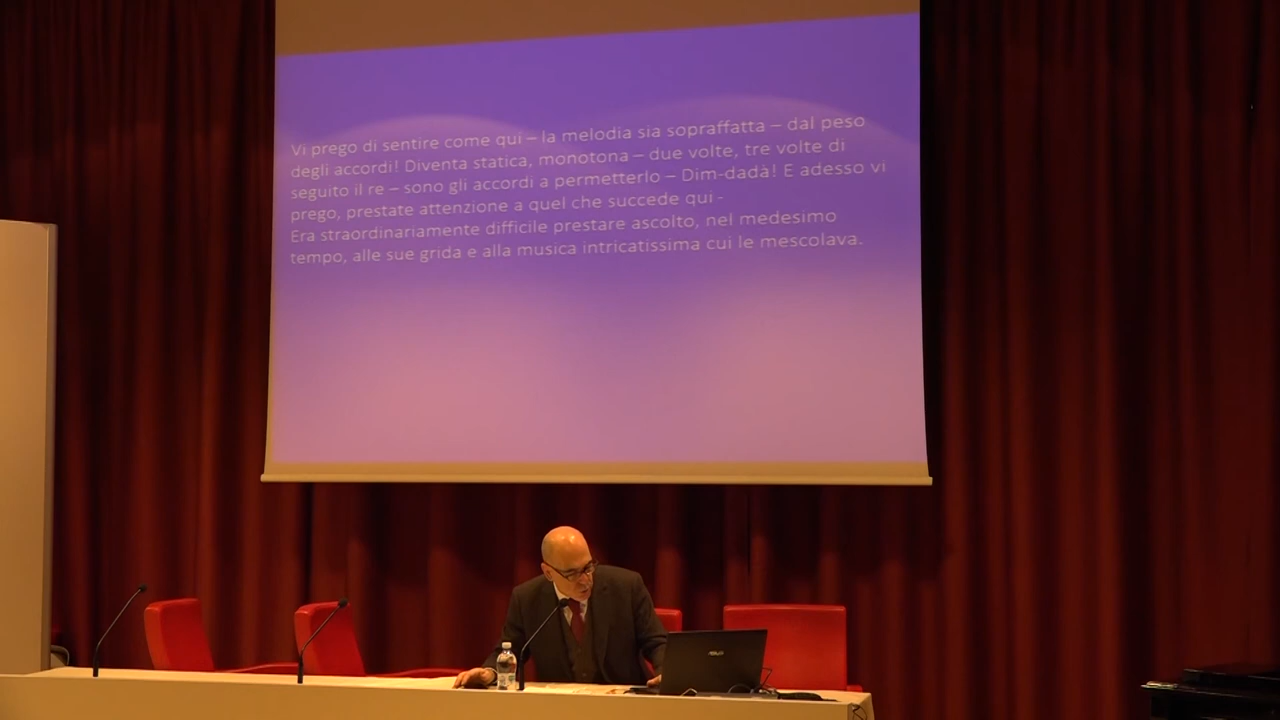 Vi prego di sentire come qui – la melodia sia sopraffatta – dal peso
degli accordi! Diventa statica, monotona – due volte, tre volte di
seguito il re – sono gli accordi a permetterlo – Dim-dadà! E adesso vi
prego, prestate attenzione a quel che succede qui -
Era straordinariamente difficile prestare ascolto, nel medesimo
tempo, alle sue grida e alla musica intricatissima cui le mescolava.
ASUS